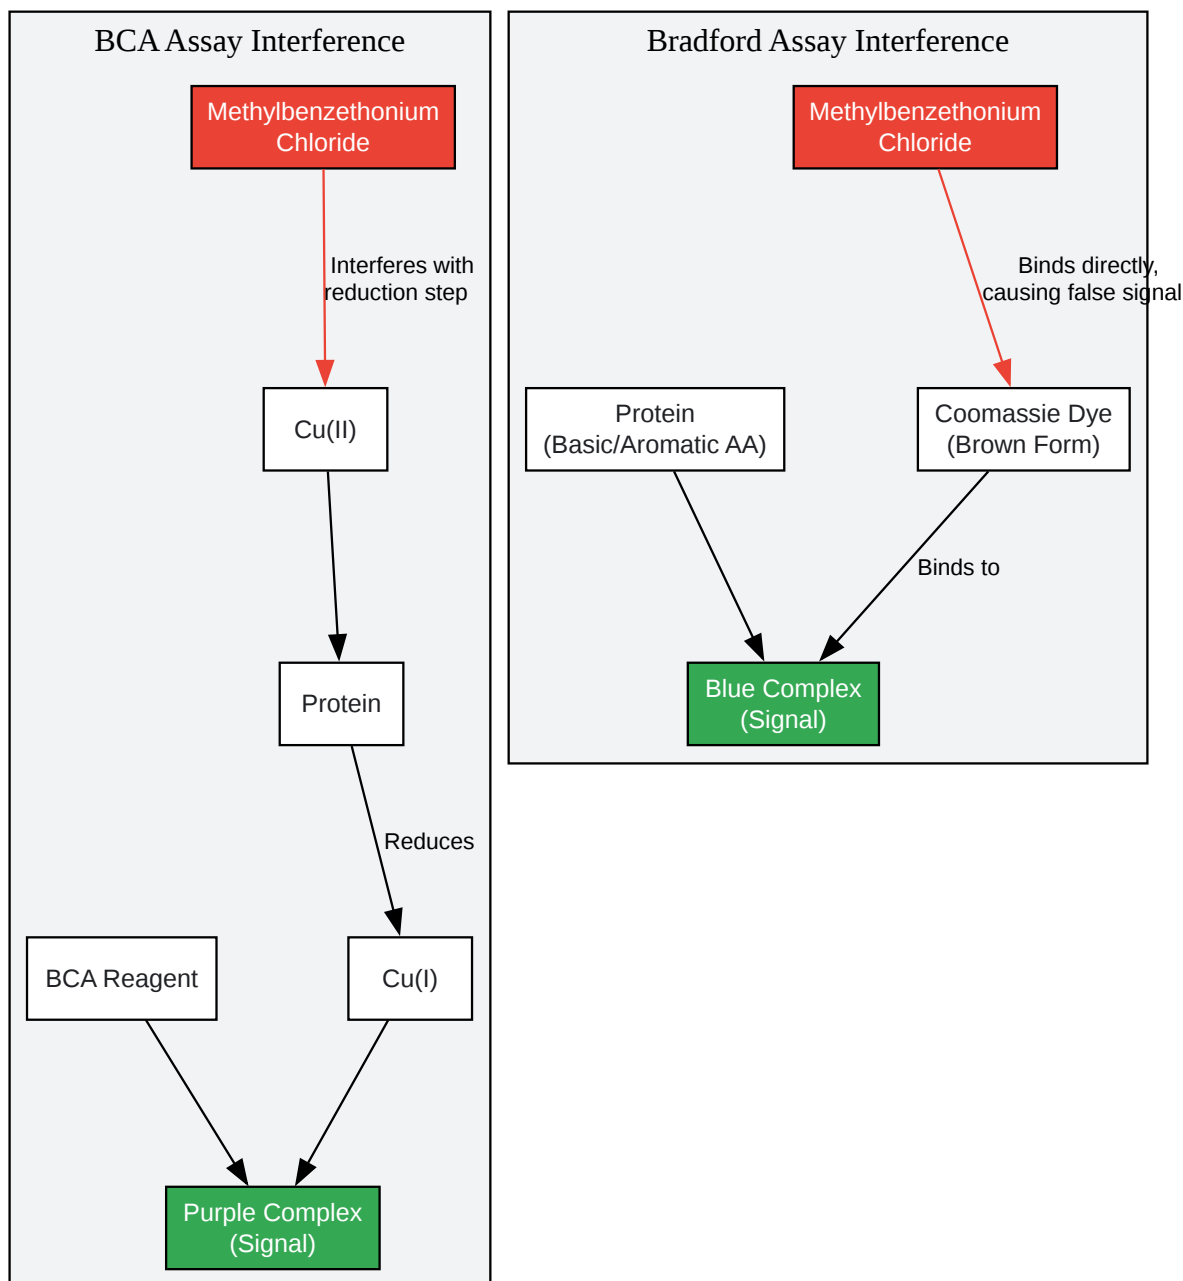 BCA Assay Interference
Methylbenzethonium
Chloride
Interferes with
reduction step
Cu(II)
Protein
Reduces
BCA Reagent
Cu(I)
Purple Complex
(Signal)
Bradford Assay Interference
Methylbenzethonium
Chloride
Binds directly,
causing false signal
Protein
(Basic/Aromatic AA)
Coomassie Dye
(Brown Form)
Binds to
Blue Complex
(Signal)